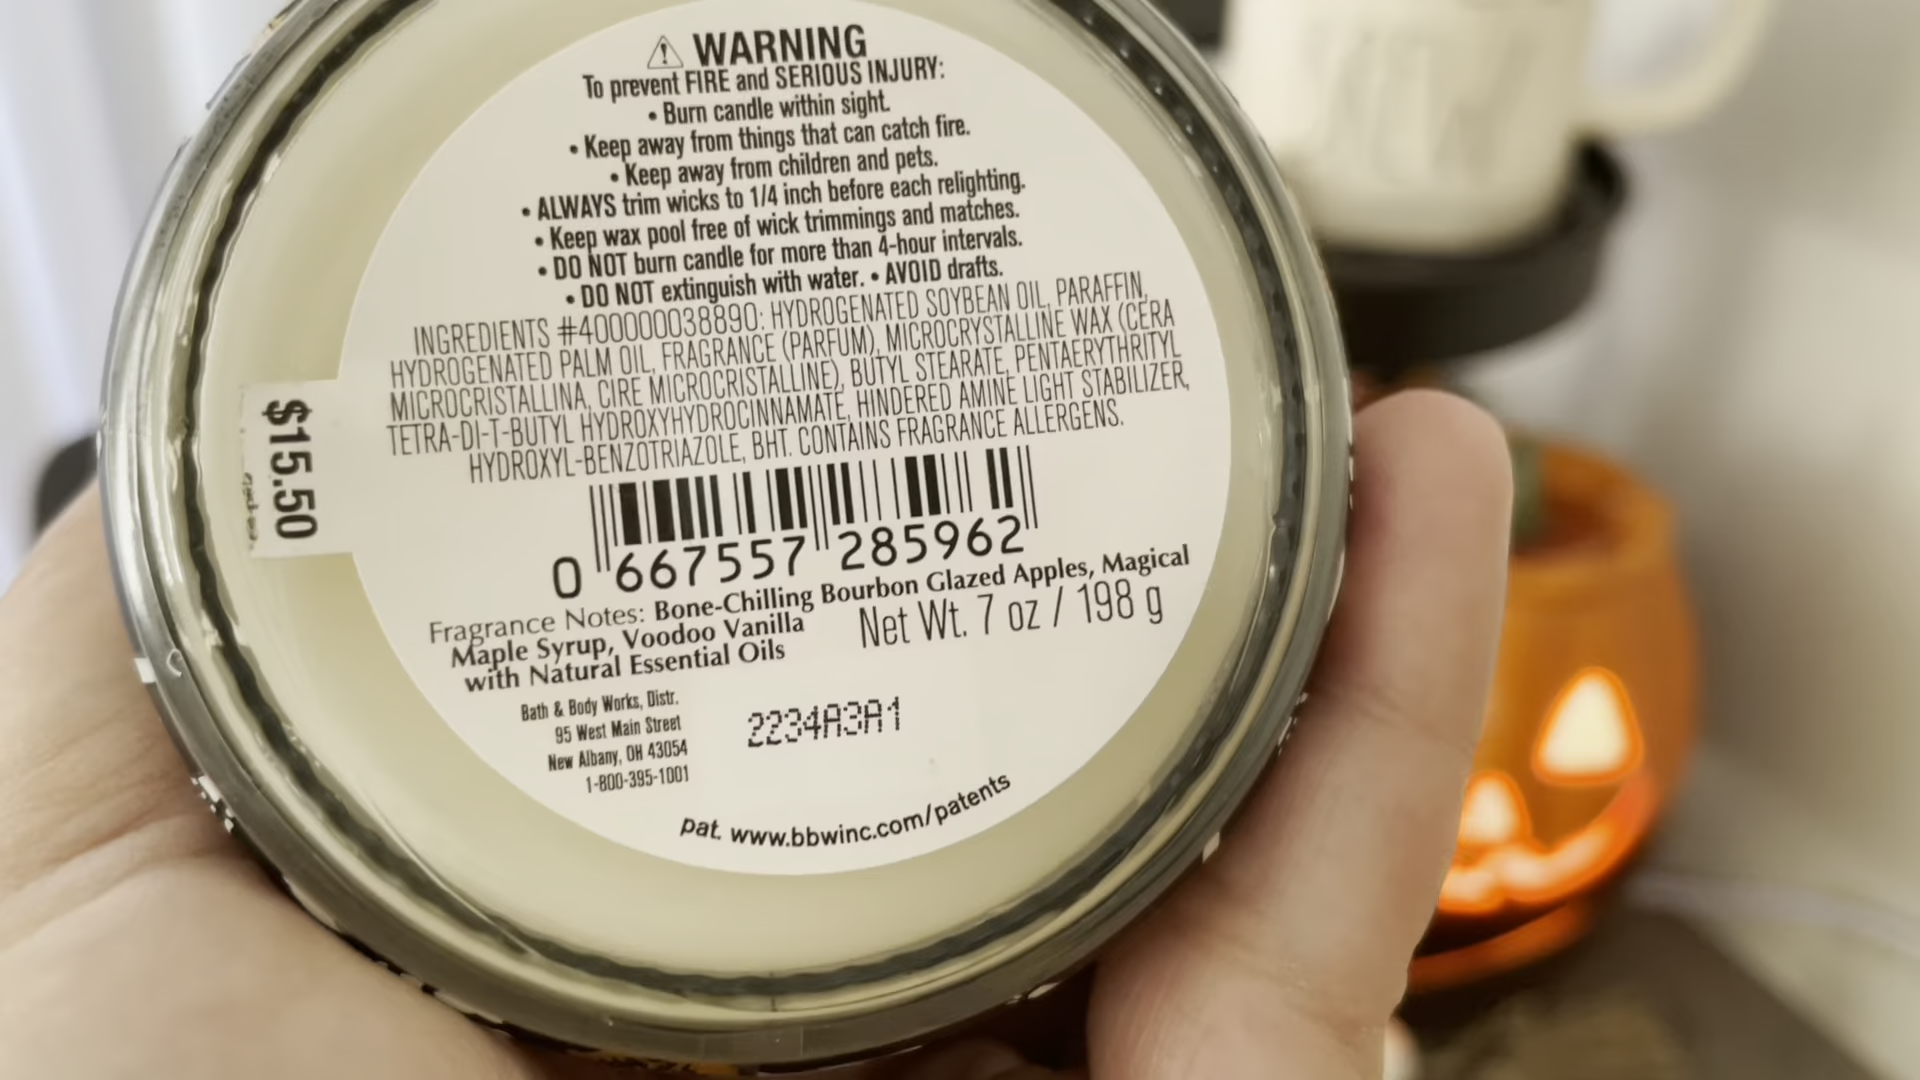 WARNING
To prevent FIRE and SERIOUS INJURY:
• Burn candle within sight.
• Keep away from things that can catch fire.
• Keep away from children and pets.
• ALWAYS trim wicks to 1/4 inch before each relighting.
• Keep wax pool free of wick trimmings and matches.
• DO NOT burn candle for more than 4-hour intervals.
• DO NOT extinguish with water. • AVOID drafts.
INGREDIENTS #400000038890: HYDROGENATED SOYBEAN OIL, PARAFFIN,
HYDROGENATED PALM OIL, FRAGRANCE (PARFUM), MICROCRYSTALLINE WAX (CERA
MICROCRISTALLINA, CIRE MICROCRISTALLINE), BUTYL STEARATE, PENTAERYTHRITYL
TETRA-DI-T-BUTYL HYDROXYHYDROCINNAMATE, HINDERED AMINE LIGHT STABILIZER,
HYDROXYL-BENZOTRIAZOLE, BHT. CONTAINS FRAGRANCE ALLERGENS.
$15.50
0 667557 285962
Fragrance Notes: Bone-Chilling Bourbon Glazed Apples, Magical
Maple Syrup, Voodoo Vanilla
with Natural Essential Oils
Net Wt. 7 oz / 198 g
Bath & Body Works, Distr.
95 West Main Street
New Albany, OH 43054
1-800-395-1001
2234A3A1
pat. www.bbwinc.com/patents